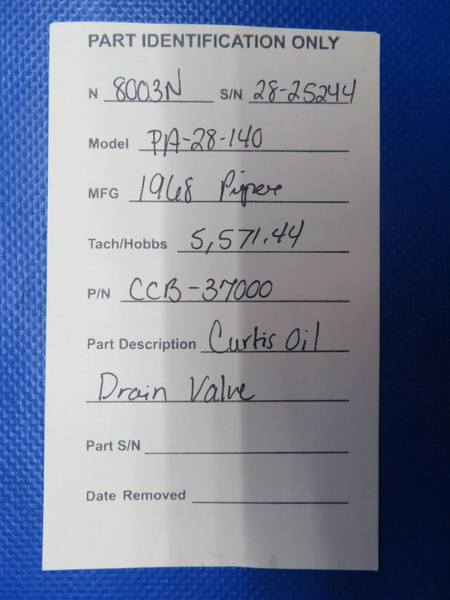 PART IDENTIFICATION ONLY
N 8003N S/N 28-25244
Model PA-28-140
MFG 1968 Piper
Tach/Hobbs 5,571.44
P/N CCB-37000
Part Description Curtis Oil
Drain Valve
Part S/N
Date Removed